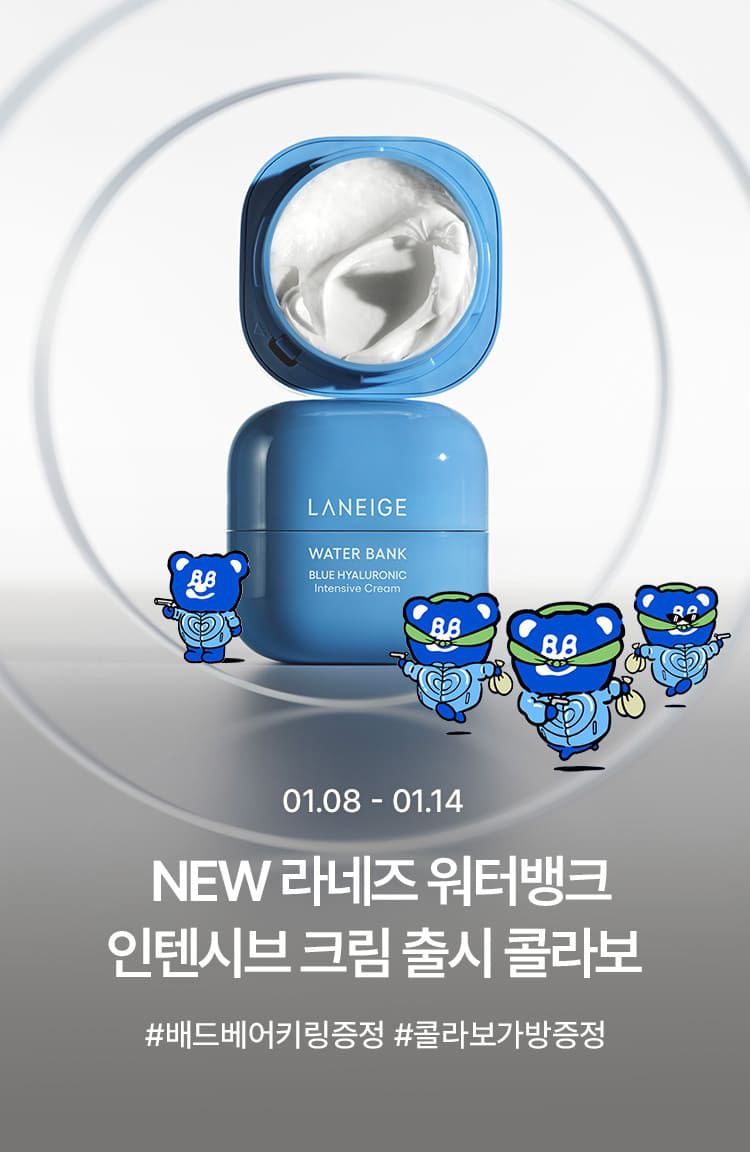 LANEIGE
WATER BANK
BLUE HYALURONIC
Intensive Cream
01.08 - 01.14
NEW 라네즈 워터뱅크
인텐시브 크림 출시 콜라보
#배드베어키링증정 #콜라보가방증정